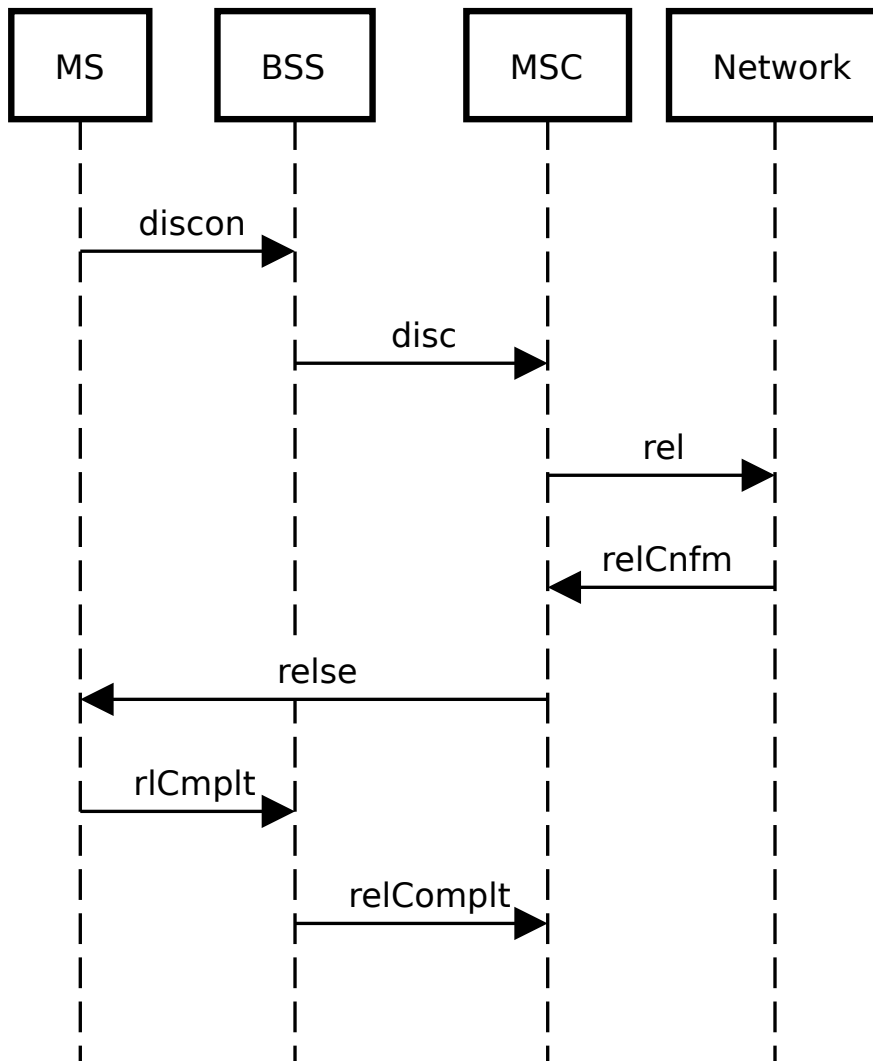 MS
BSS
MSC
Network
discon
disc
rel
relCnfm
relse
rlCmplt
relComplt